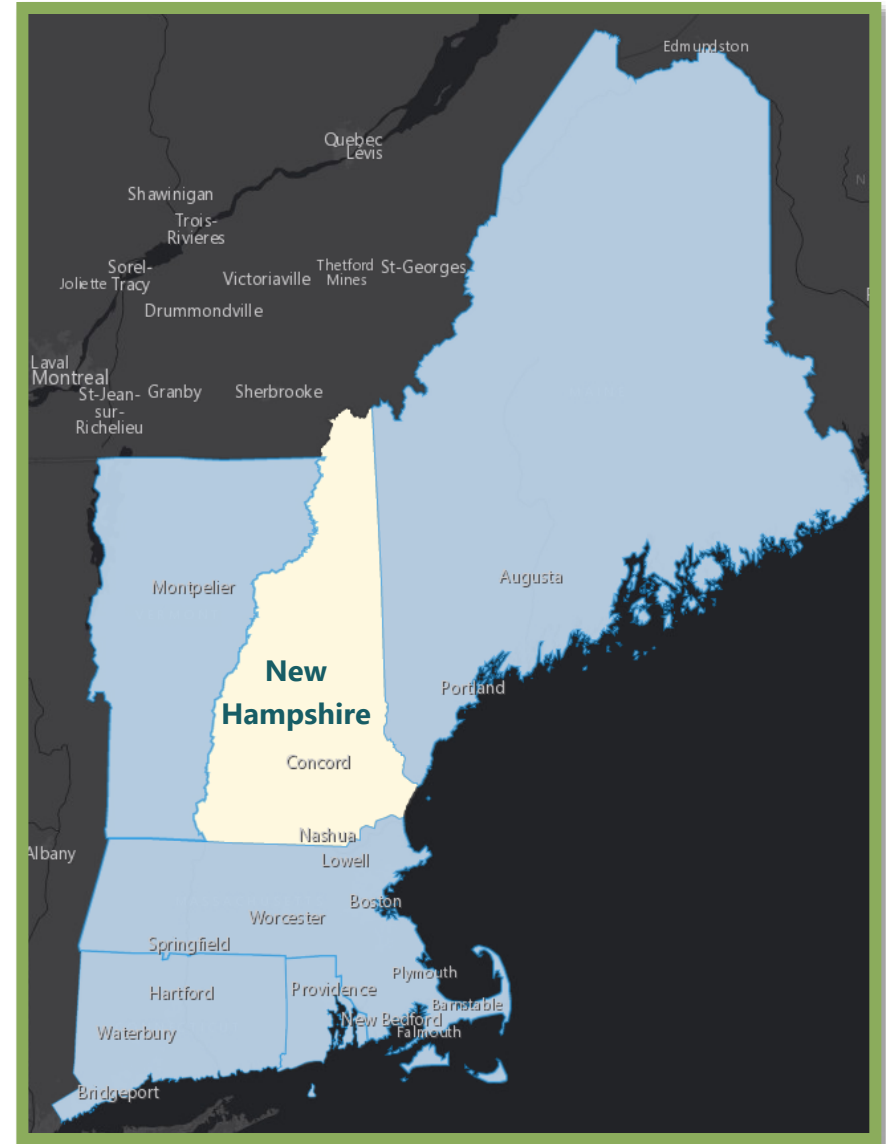 Edmundston
Quebec
Lévis
N
Shawinigan
Trois-
Rivieres
Sorel-
Tracy
Joliette
Victoriaville
Thetford
Mines
St-Georges
Drummondville
Laval
Montreal
St-Jean-
sur-
Richelieu
Granby
Sherbrooke
Montpelier
Augusta
New
Hampshire
Portland
Concord
Nashua
Albany
Lowell
Boston
Worcester
Springfield
Plymouth
Hartford
Providence
Barnstable
New Bedford
Falmouth
Waterbury
Bridgeport